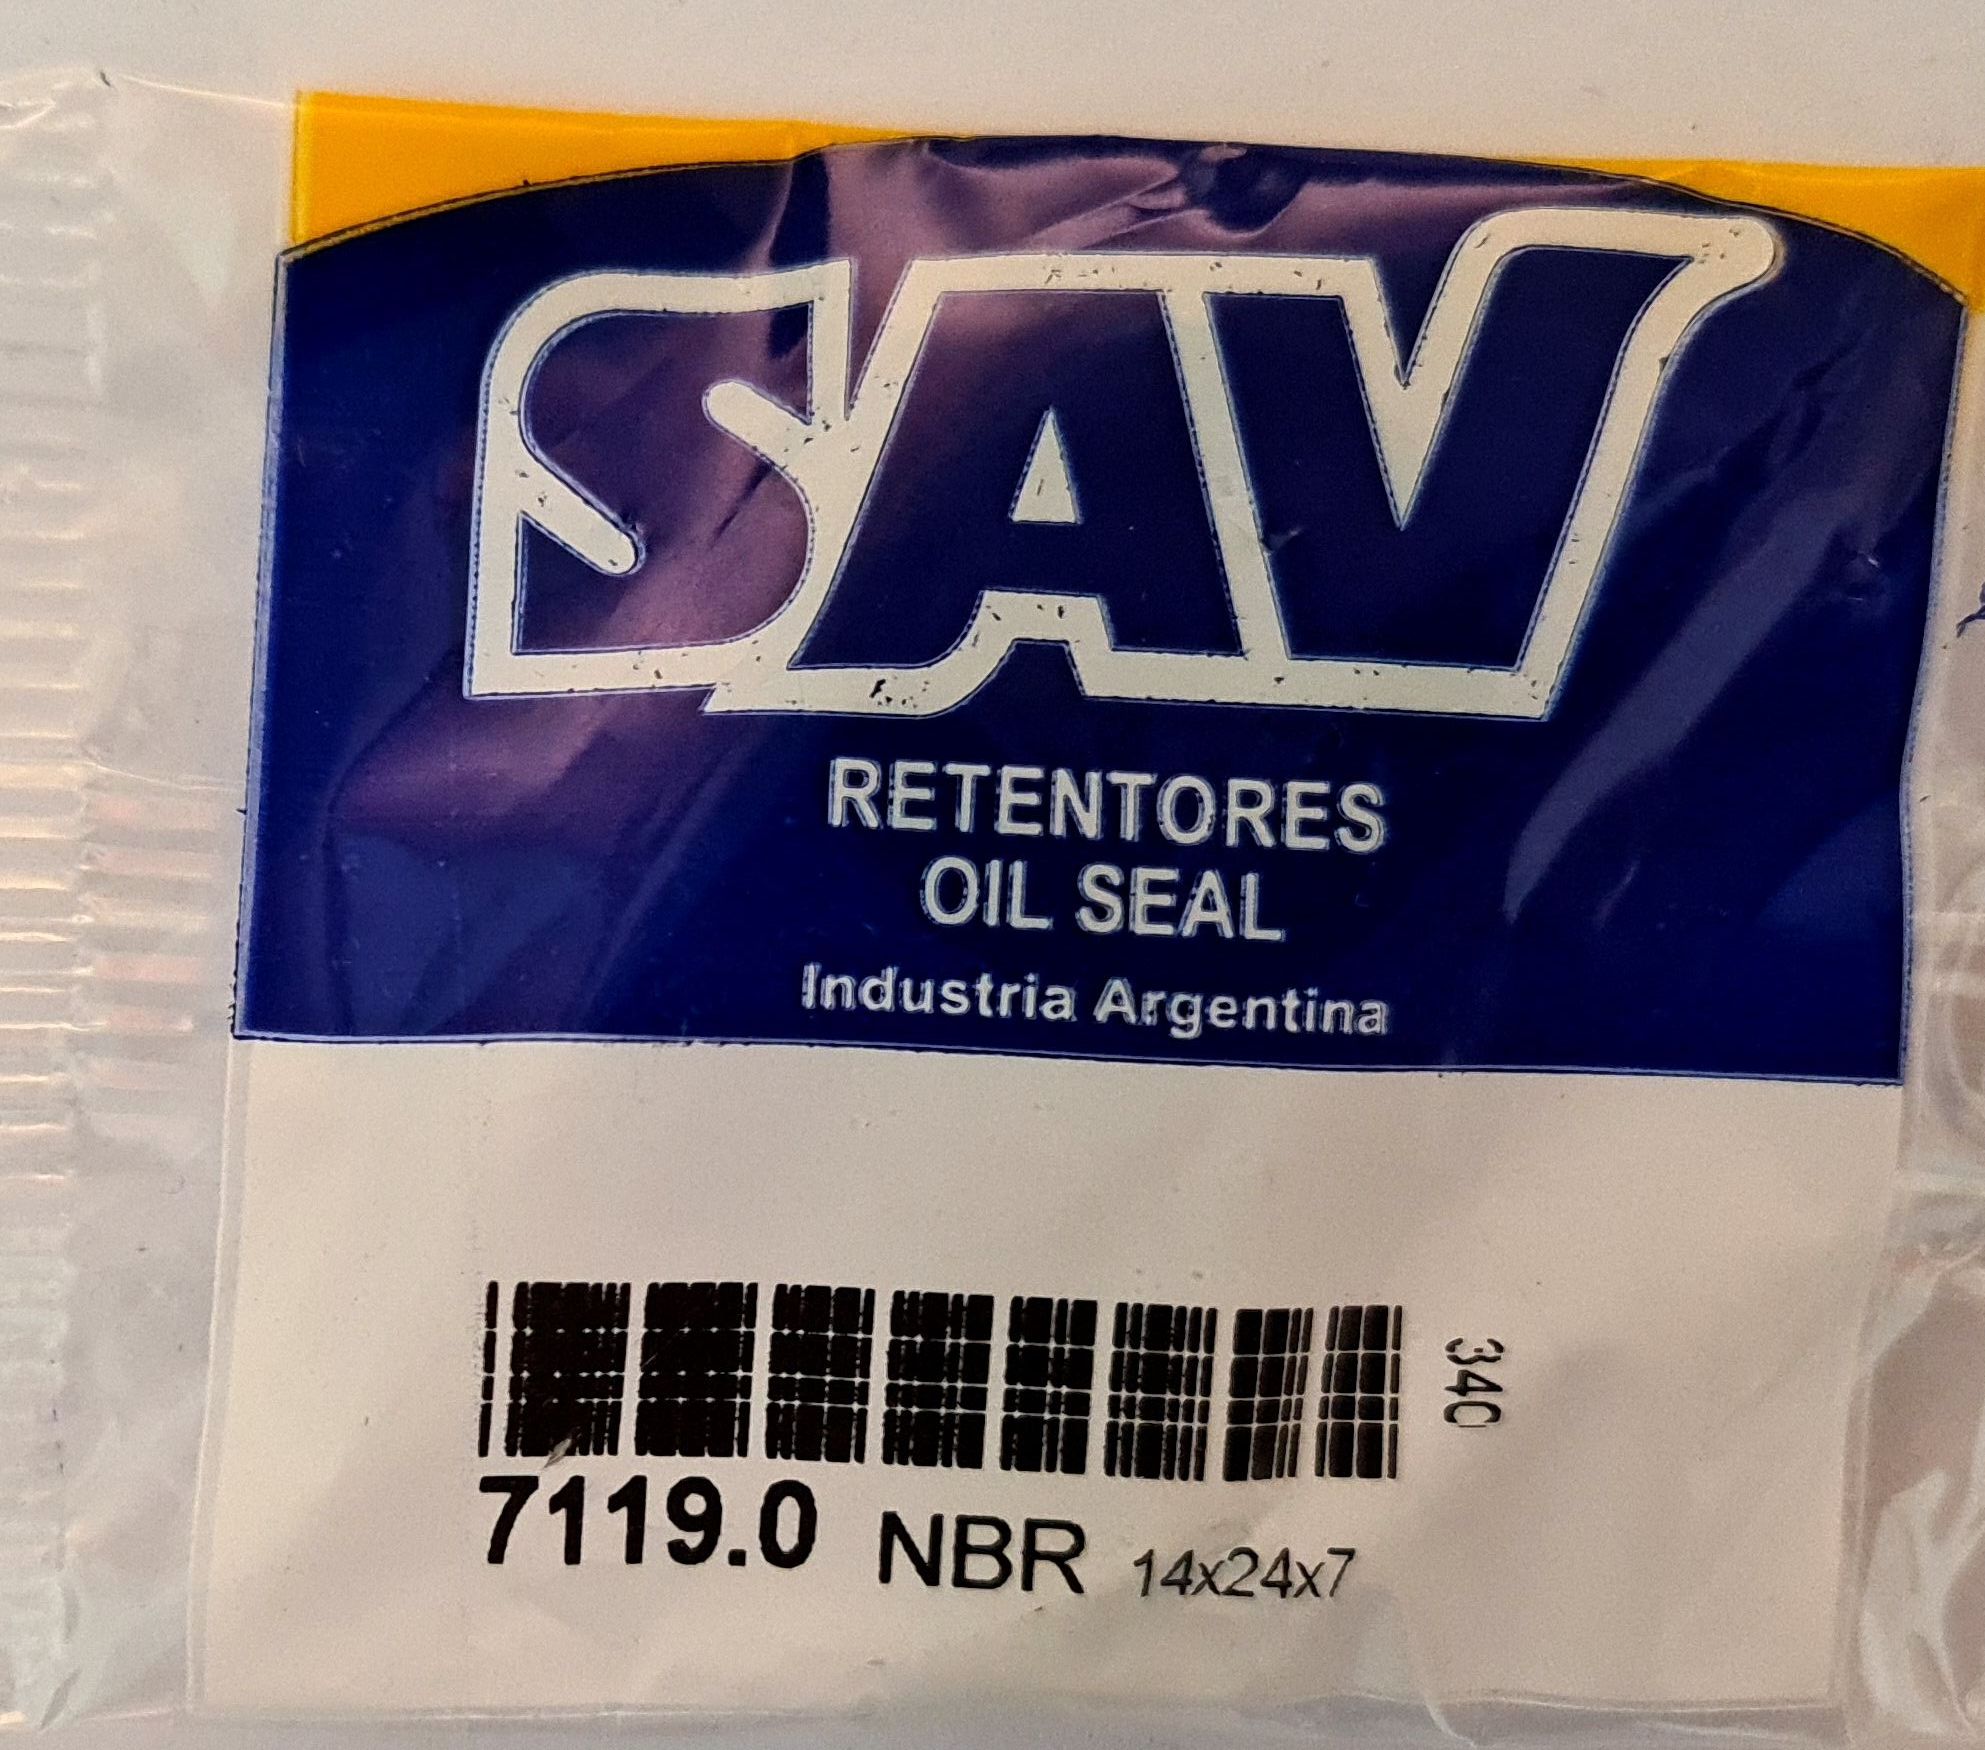 SAV
RETENTORES
OIL SEAL
Industria Argentina
340
7119.0 NBR 14x24x7